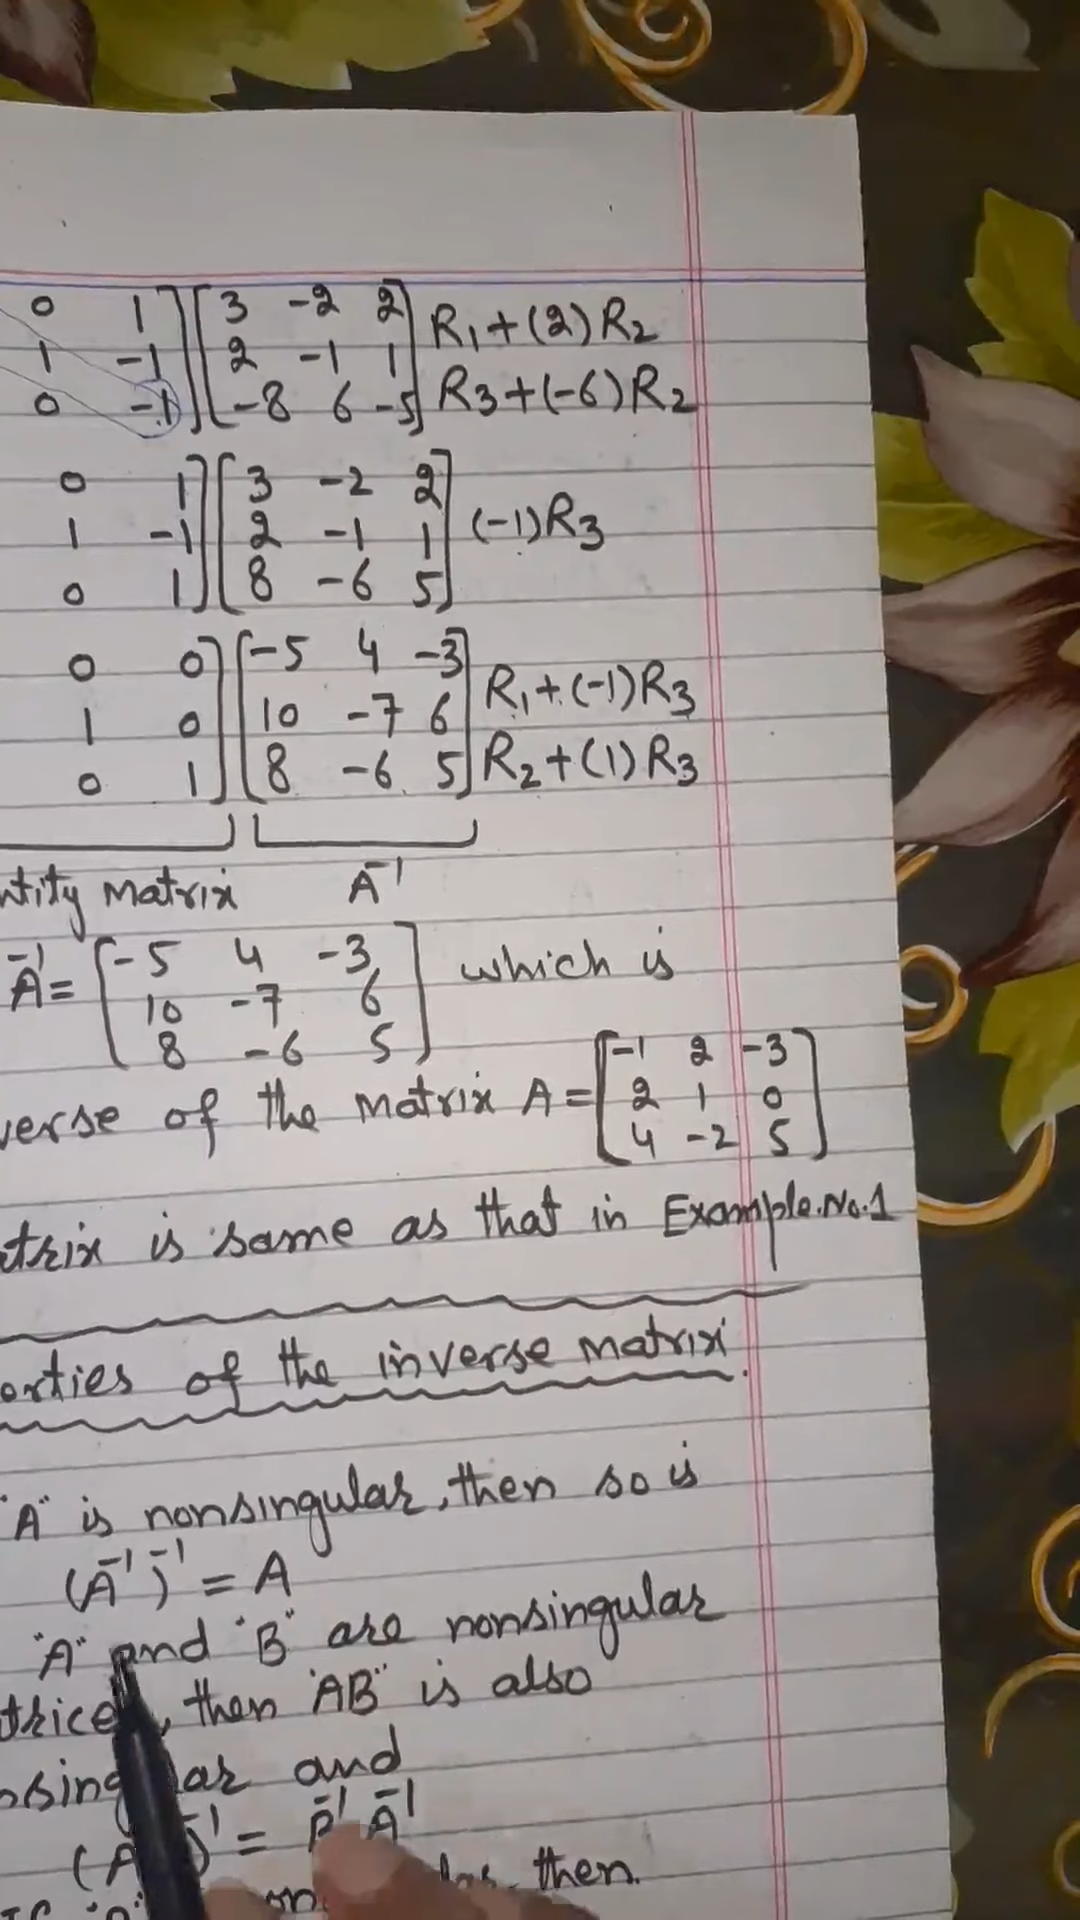 0 1] [3 -2 2] R₁+(2)R₂
1 -1] [2 -1 1]
0 -1] [-8 6 -5] R₃+(-6)R₂
0 1] [3 -2 2]
1 -1] [2 -1 1] (-1)R₃
0 1] [8 -6 5]
0 0] [-5 4 -3] R₁+(-1)R₃
1 0] [10 -7 6]
0 1] [8 -6 5] R₂+(1)R₃
ntity matrix A⁻¹
A⁻¹= [-5 4 -3] which is
[10 -7 6]
[8 -6 5]
verse of the matrix A= [-1 2 -3]
[2 1 0]
[4 -2 5]
trix is same as that in Example.No.1
orties of the inverse matrix.
"A" is nonsingular, then so is
(A⁻¹)⁻¹ = A
"A" and "B" are nonsingular
trice, then "AB" is also
and
= B⁻¹ A⁻¹
then